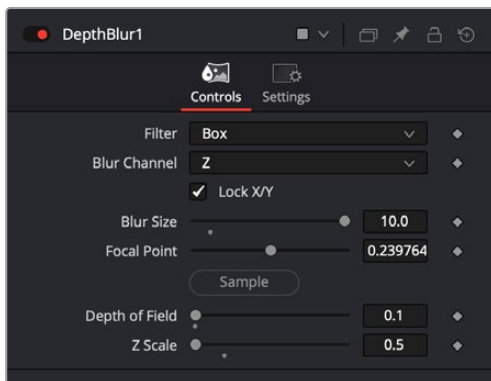 DepthBlur1
Controls Settings
Filter Box
Blur Channel Z
Lock X/Y
Blur Size 10.0
Focal Point 0.239764
Sample
Depth of Field 0.1
Z Scale 0.5